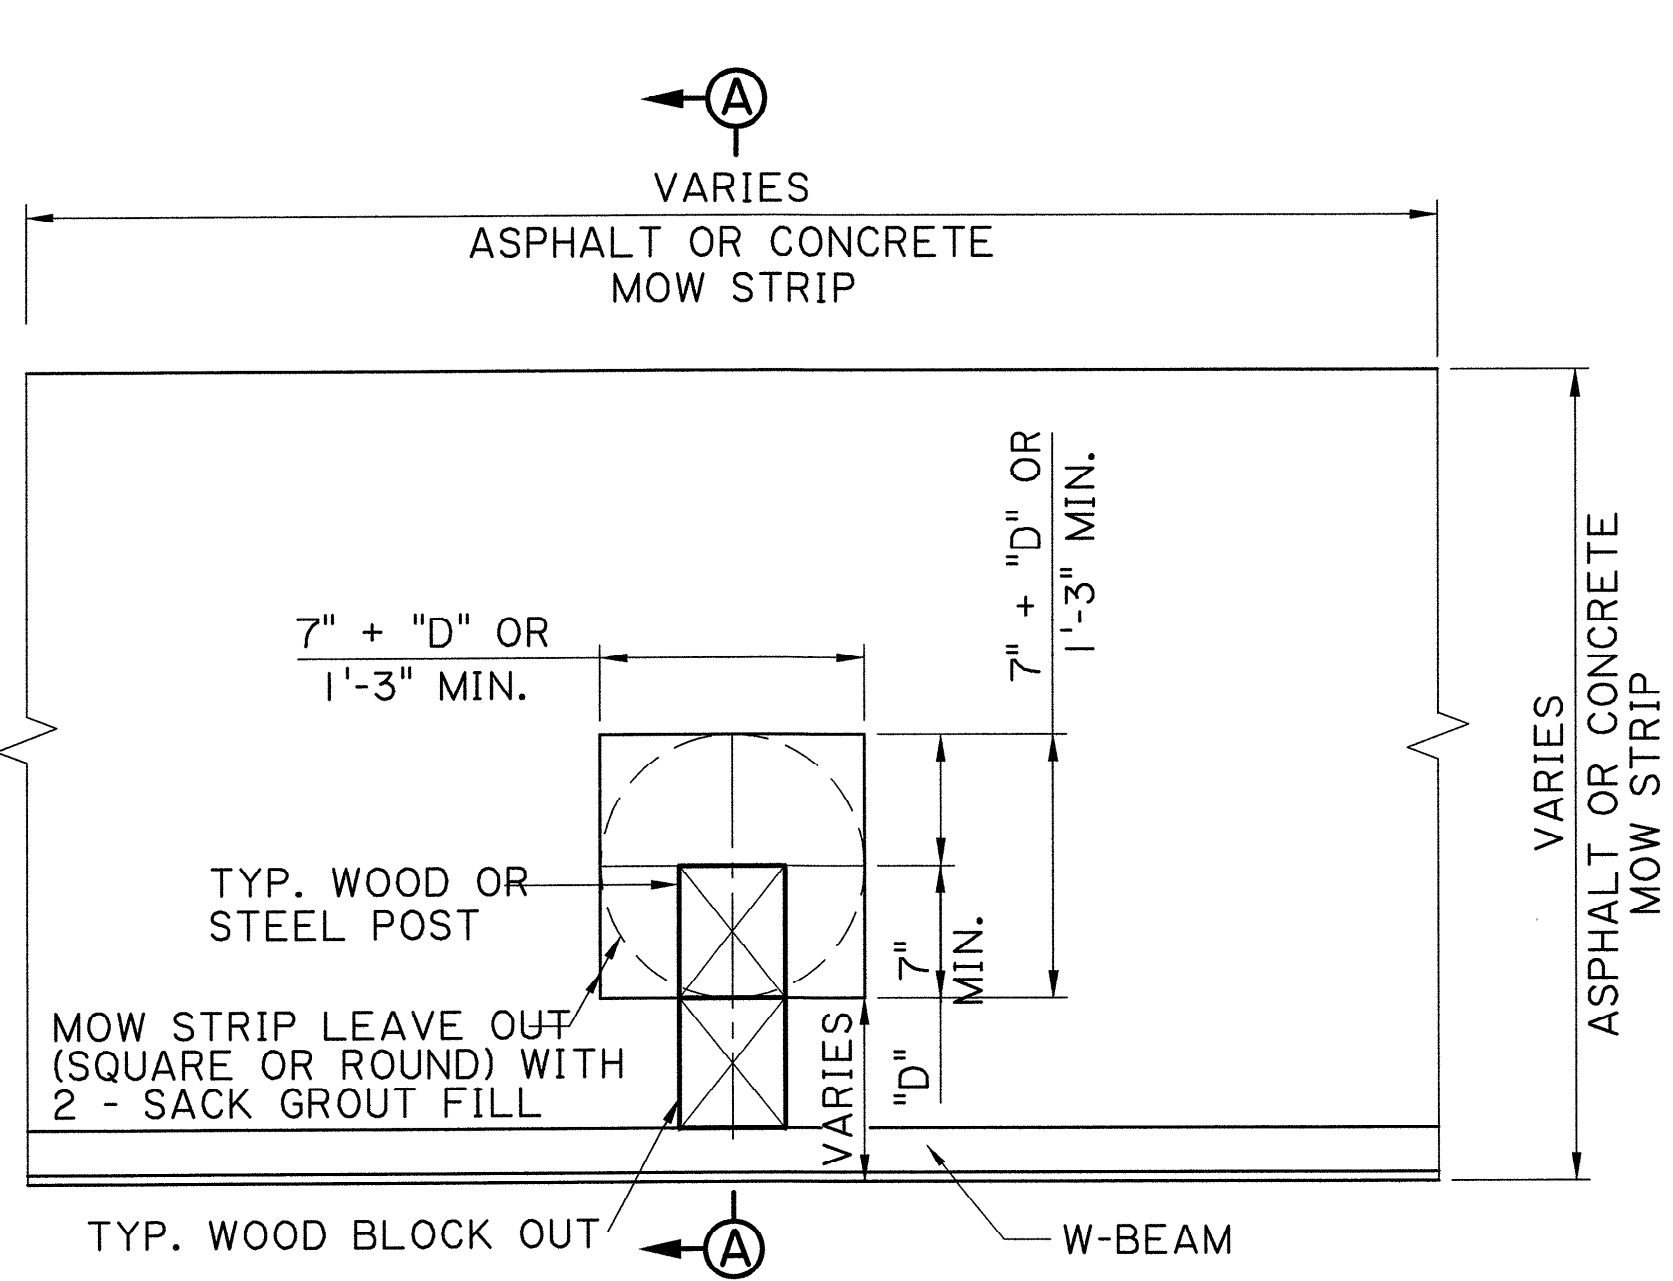 A
VARIES
ASPHALT OR CONCRETE
MOW STRIP
7" + "D" OR
1'-3" MIN.
7" + "D" OR
1'-3" MIN.
VARIES
ASPHALT OR CONCRETE
MOW STRIP
TYP. WOOD OR
STEEL POST
7"
MIN.
MOW STRIP LEAVE OUT
(SQUARE OR ROUND) WITH
2 - SACK GROUT FILL
VARIES
"D"
TYP. WOOD BLOCK OUT
A
W-BEAM